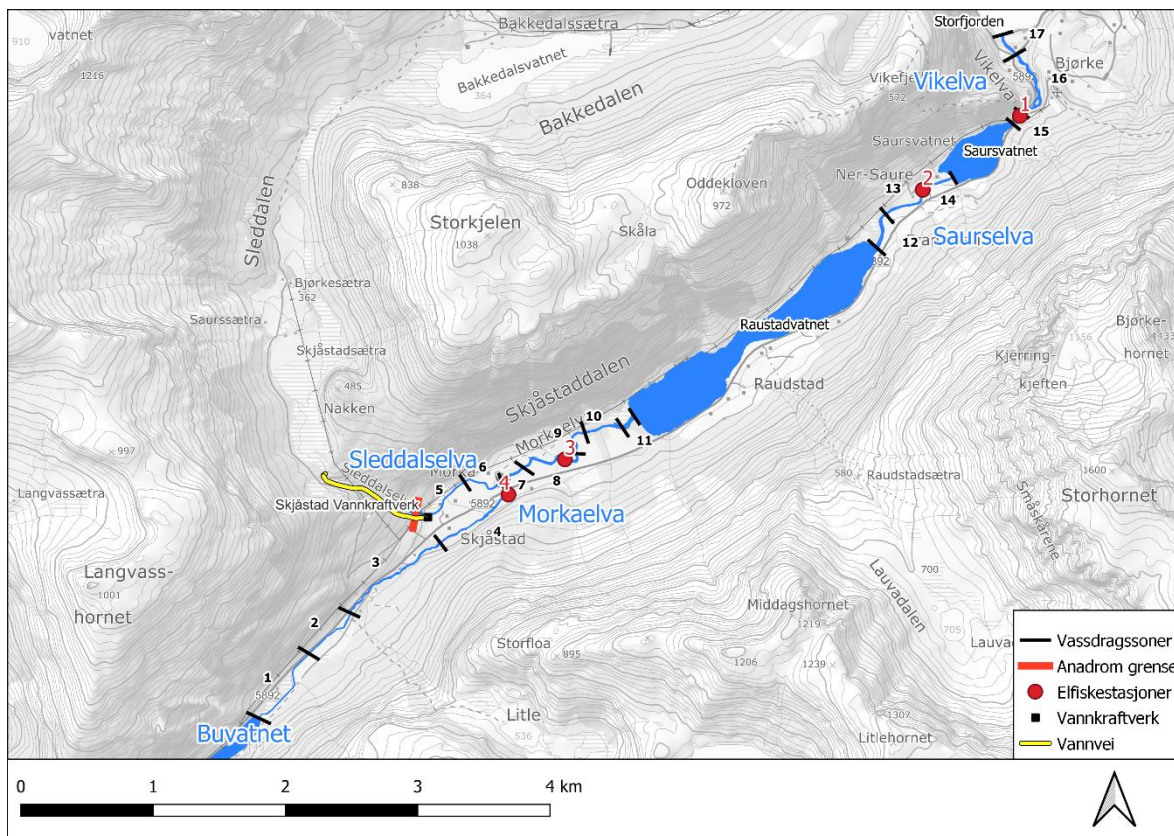 910
vatnet
1216
Bakkedalssætra
Storfjorden
17
Bjørke
5892
Vikelva
Vikelva
16
1
15
Bakkedalsvatnet
364
Bakkedalen
572
Saursvatnet
Saursvatnet
Ner-Saure
2
13
14
Saurselva
12
Sleddalen
838
Storkjelen
1038
Oddekloven
972
Skåla
Bjørkesætra
362
Saurssætra
Skjåstadsætra
485
Nakken
Raustadvatnet
Raudstad
Skjåstaddalen
10
9
11
3
Sleddalselva
6
5
4
7
8
5892
Morkaelva
Skjåstad Vannkraftverk
Skjåstad
4
3
997
Langvassætra
Langvass-
hornet
1001
2
1
5892
Buvatnet
Storfloa
895
Litle
536
Middagshornet
1219
1206
1239
1307
Litlehornet
Lauvadalen
700
705
580
Raudstadsætra
Småskårene
1600
Storhornet
Kjerring-
kjeften
1156
Bjørke-
hornet
Vassdragssoner
Anadrom grense
Elfiskestasjoner
Vannkraftverk
Vannvei
0 1 2 3 4 km